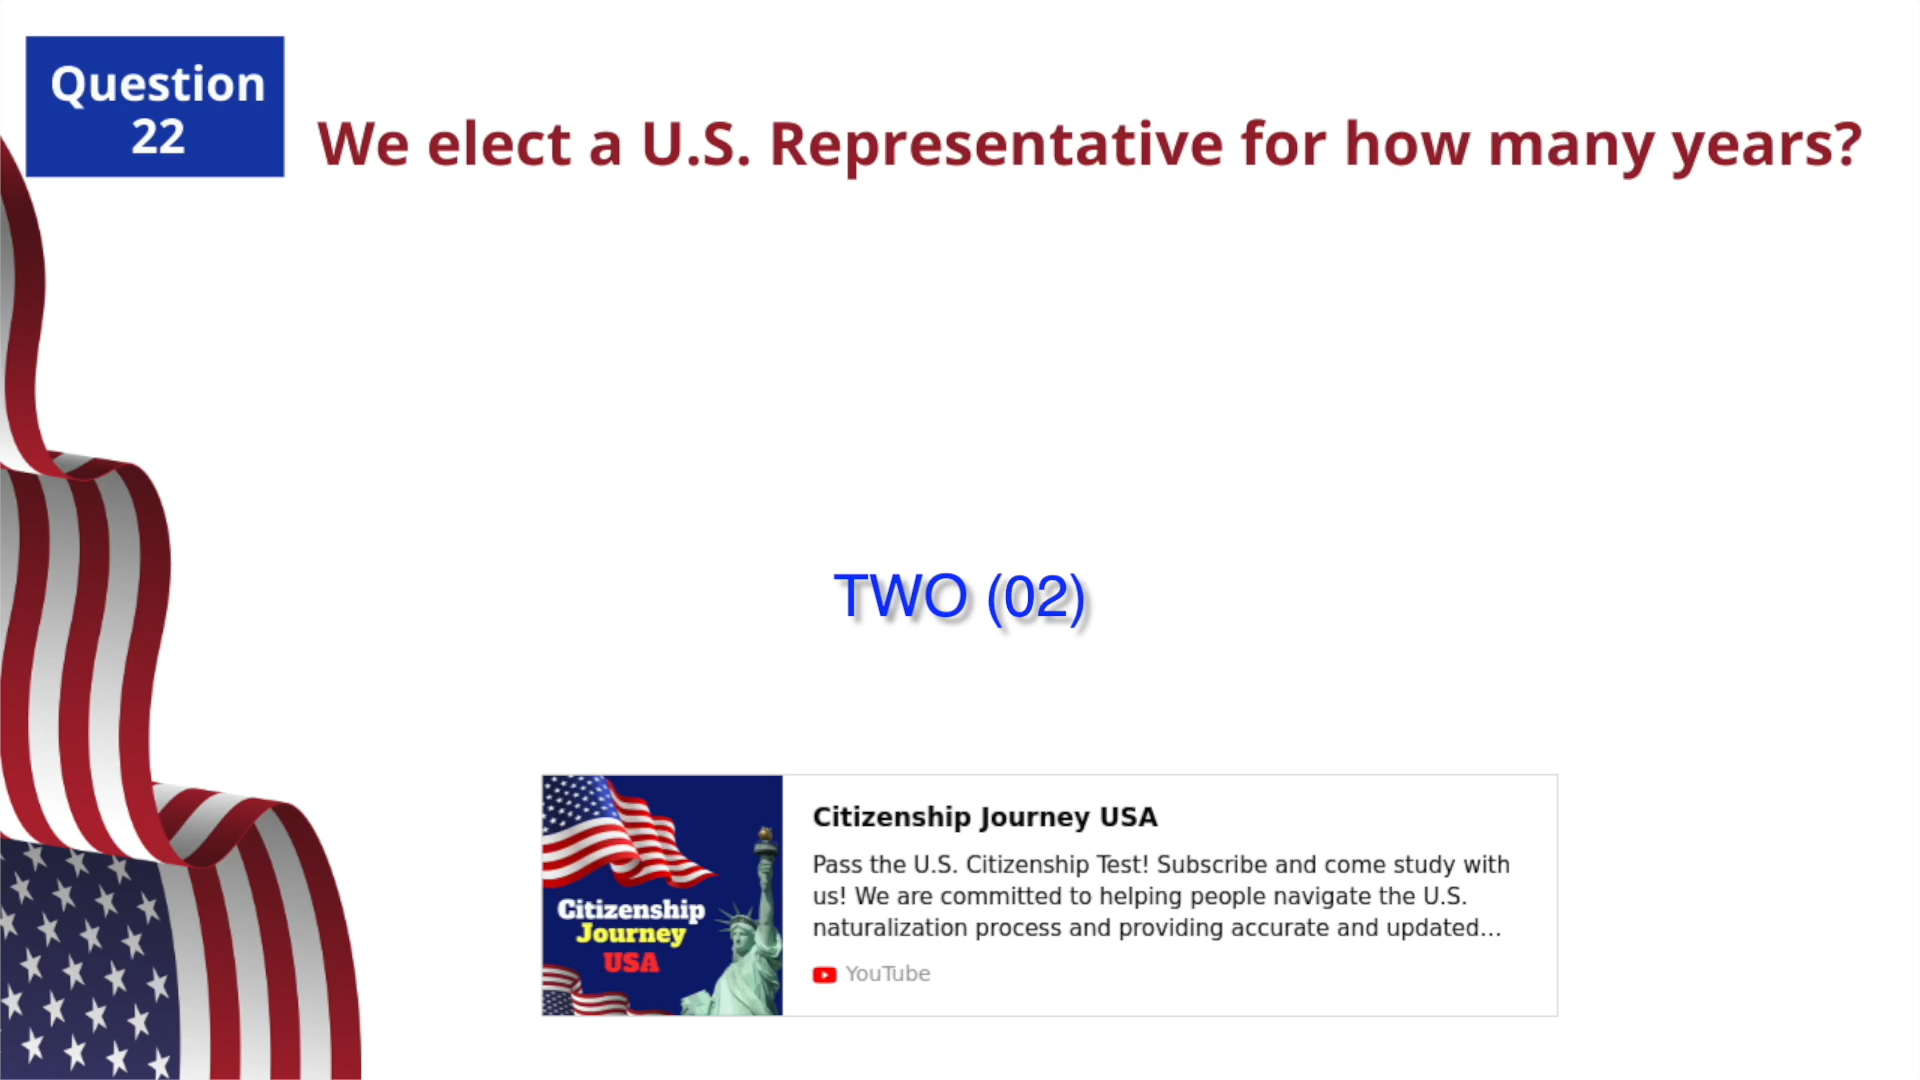 Question
22
We elect a U.S. Representative for how many years?
TWO (02)
Citizenship
Journey
USA
Citizenship Journey USA
Pass the U.S. Citizenship Test! Subscribe and come study with
us! We are committed to helping people navigate the U.S.
naturalization process and providing accurate and updated...
YouTube